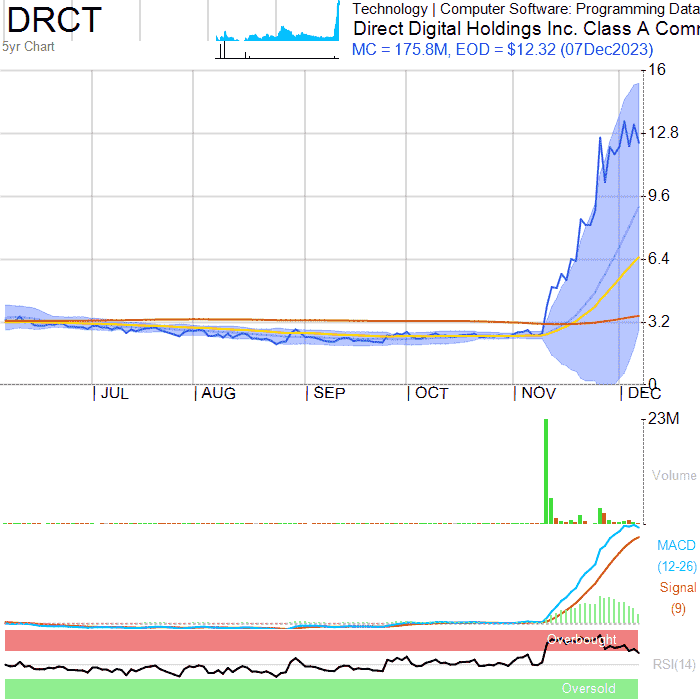 DRCT
5yr Chart
Technology | Computer Software: Programming Data
Direct Digital Holdings Inc. Class A Comm
MC = 175.8M, EOD = $12.32 (07Dec2023)
16
12.8
9.6
6.4
3.2
0
JUL
AUG
SEP
OCT
NOV
DEC
23M
Volume
MACD
(12-26)
Signal
(9)
Overbought
RSI(14)
Oversold